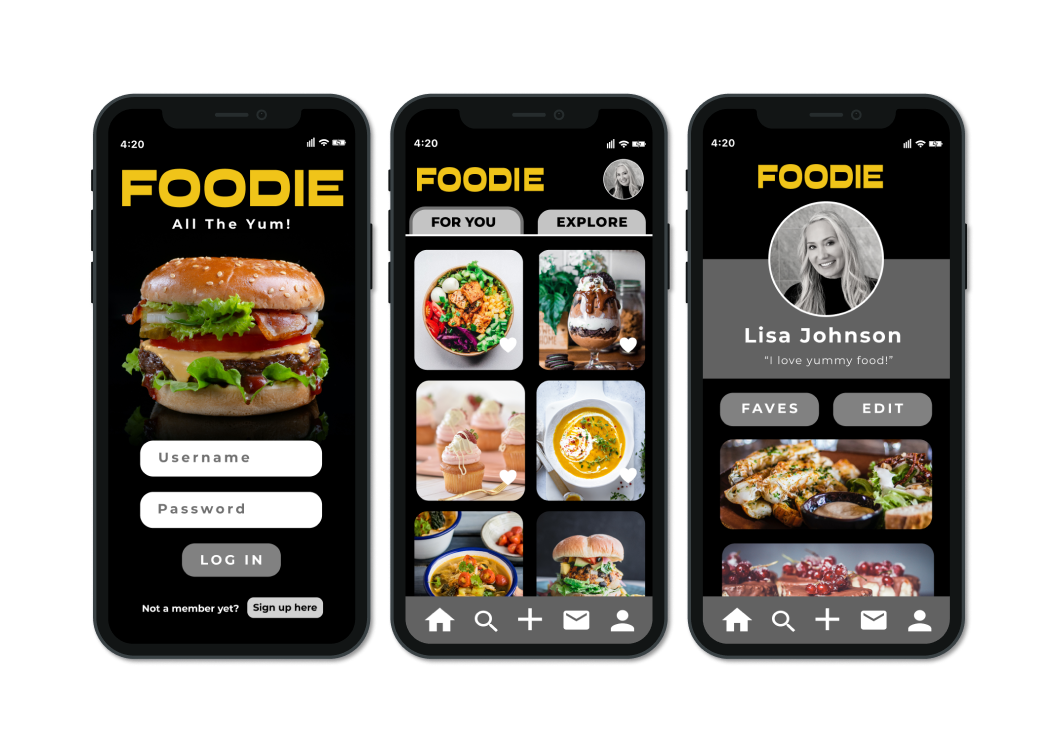 4:20
FOODIE
All The Yum!
Username
Password
LOG IN
Not a member yet? Sign up here
4:20
FOODIE
FOR YOU EXPLORE
4:20
FOODIE
Lisa Johnson
“I love yummy food!”
FAVES EDIT